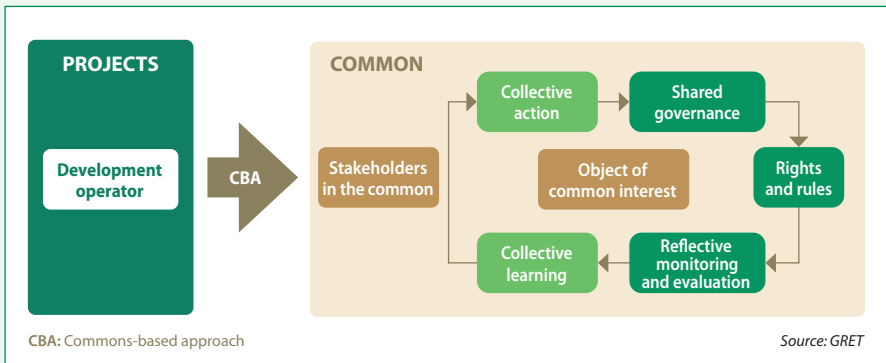 PROJECTS
Development
operator
CBA
COMMON
Stakeholders
in the common
Collective
action
Shared
governance
Object of
common interest
Rights
and rules
Collective
learning
Reflective
monitoring
and evaluation
CBA: Commons-based approach
Source: GRET